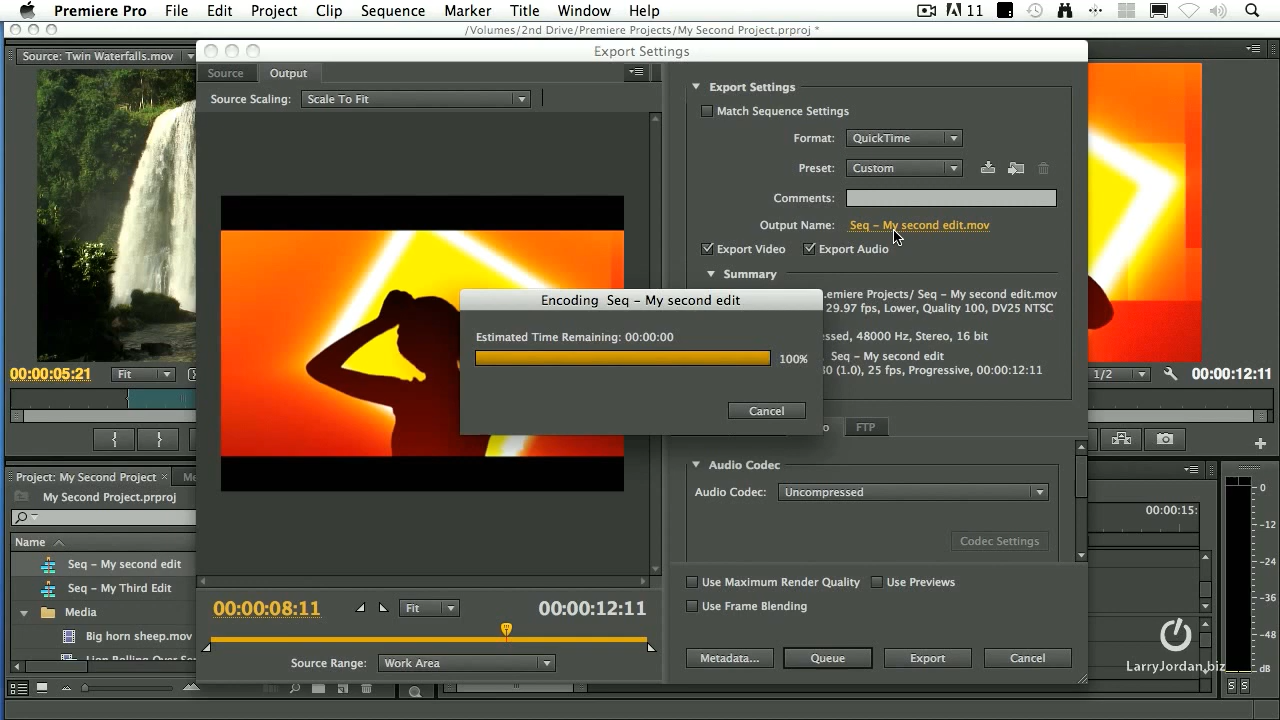 Premiere Pro File Edit Project Clip Sequence Marker Title Window Help 11
/Volumes/2nd Drive/Premiere Projects/My Second Project.prproj *
Source: Twin Waterfalls.mov
Export Settings
Source Output
Source Scaling: Scale To Fit
Export Settings
Match Sequence Settings
Format: QuickTime
Preset: Custom
Comments:
Output Name: Seq - My second edit.mov
Export Video Export Audio
Summary
.emiere Projects/ Seq - My second edit.mov
29.97 fps, Lower, Quality 100, DV25 NTSC
ssed, 48000 Hz, Stereo, 16 bit
Seq - My second edit
30 (1.0), 25 fps, Progressive, 00:00:12:11
Encoding Seq - My second edit
Estimated Time Remaining: 00:00:00
100%
Cancel
00:00:05:21 Fit
1/2 00:00:12:11
FTP
Audio Codec
Audio Codec: Uncompressed
Codec Settings
Use Maximum Render Quality Use Previews
Use Frame Blending
Metadata... Queue Export Cancel
00:00:08:11 Fit 00:00:12:11
Source Range: Work Area
Project: My Second Project Me
My Second Project.prproj
Name
Seq - My second edit
Seq - My Third Edit
Media
Big horn sheep.mov
00:00:15:
0
-12
-24
-36
-48
dB
S S
LarryJordan.biz